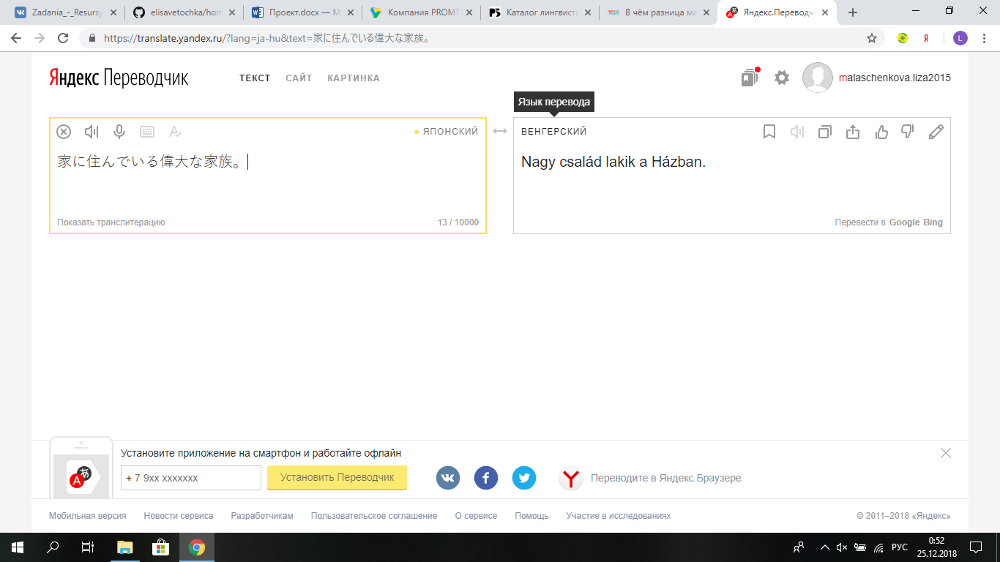 Zadania_-_Resursy
elisavetochka/hom
Проект.docx — М
Компания PROMT
Каталог лингвисти
В чём разница ма
Яндекс.Переводч
https://translate.yandex.ru/?lang=ja-hu&text=家に住んでいる偉大な家族。
Яндекс Переводчик
ТЕКСТ САЙТ КАРТИНКА
malaschenkova.liza2015
Язык перевода
ЯПОНСКИЙ
ВЕНГЕРСКИЙ
家に住んでいる偉大な家族。
Nagy család lakik a Házban.
Показать транслитерацию
13 / 10000
Перевести в Google Bing
Установите приложение на смартфон и работайте офлайн
+ 7 9xx xxxxxxx
Установить Переводчик
Переводите в Яндекс.Браузере
Мобильная версия Новости сервиса Разработчикам Пользовательское соглашение О сервисе Помощь Участие в исследованиях
© 2011–2018 «Яндекс»
РУС
0:52
25.12.2018